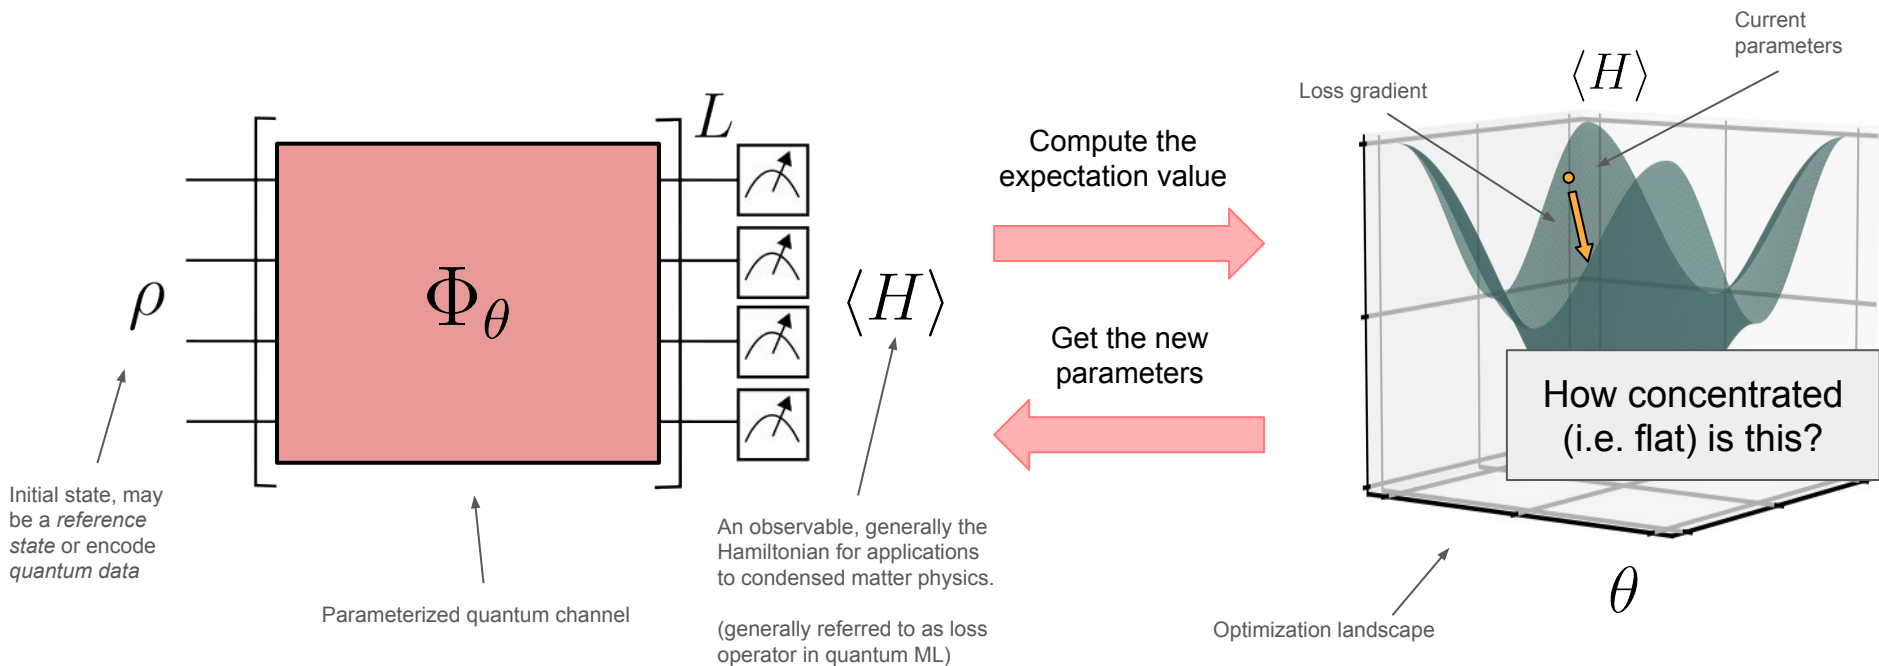 ρ
Initial state, may
be a reference
state or encode
quantum data
Φθ
L
Parameterized quantum channel
⟨H⟩
An observable, generally the
Hamiltonian for applications
to condensed matter physics.
(generally referred to as loss
operator in quantum ML)
Compute the
expectation value
Get the new
parameters
Current
parameters
⟨H⟩
Loss gradient
How concentrated
(i.e. flat) is this?
θ
Optimization landscape